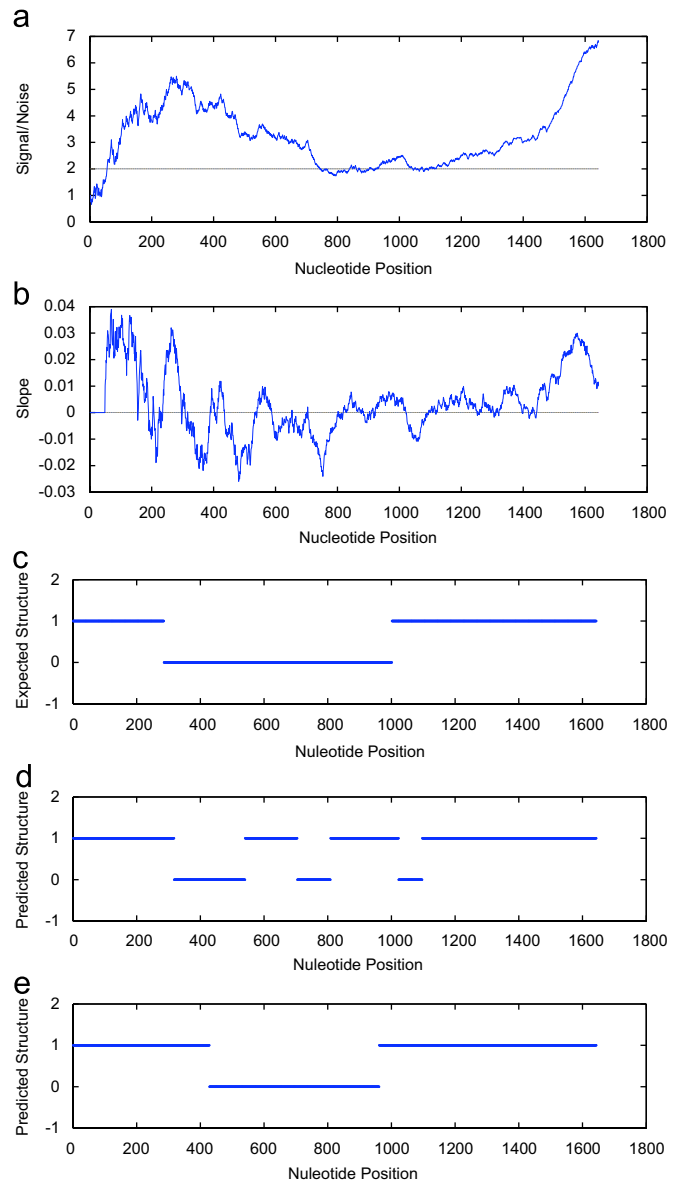 a
7
6
5
4
3
2
1
0
Signal/Noise
0 200 400 600 800 1000 1200 1400 1600 1800
Nucleotide Position
b
0.04
0.03
0.02
0.01
0
-0.01
-0.02
-0.03
Slope
0 200 400 600 800 1000 1200 1400 1600 1800
Nucleotide Position
c
2
1
0
-1
Expected Structure
0 200 400 600 800 1000 1200 1400 1600 1800
Nuleotide Position
d
2
1
0
-1
Predicted Structure
0 200 400 600 800 1000 1200 1400 1600 1800
Nuleotide Position
e
2
1
0
-1
Predicted Structure
0 200 400 600 800 1000 1200 1400 1600 1800
Nuleotide Position